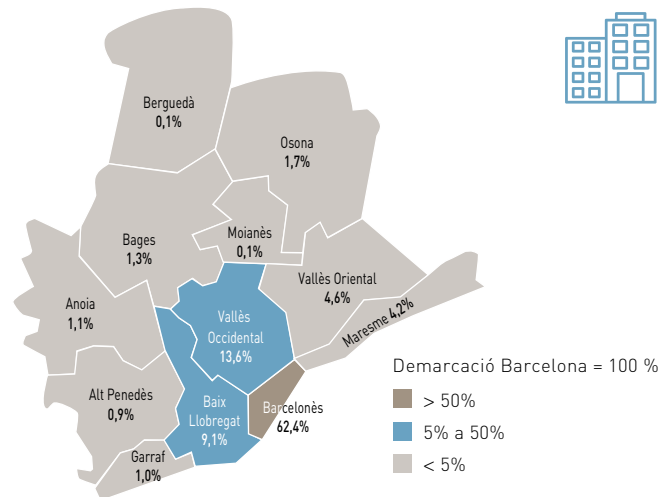 Berguedà
0,1%
Osona
1,7%
Moianès
0,1%
Bages
1,3%
Vallès Oriental
4,6%
Maresme 4,2%
Anoia
1,1%
Vallès
Occidental
13,6%
Demarcació Barcelona = 100 %
> 50%
5% a 50%
< 5%
Alt Penedès
0,9%
Baix
Llobregat
9,1%
Barcelonès
62,4%
Garraf
1,0%